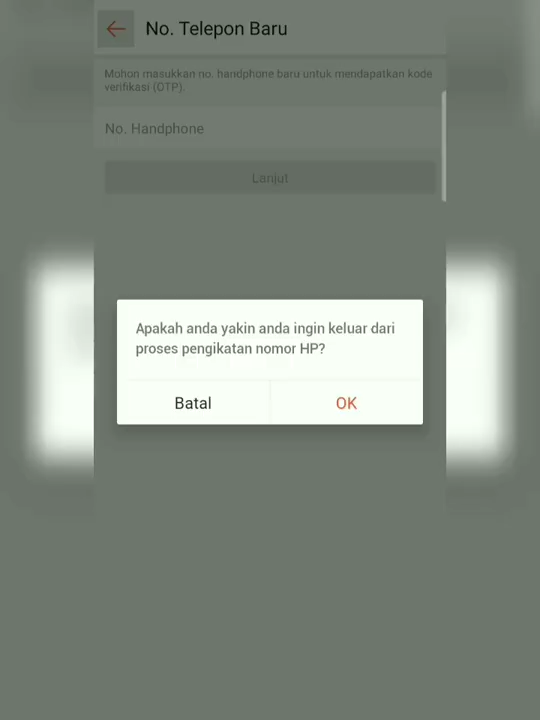 No. Telepon Baru
Mohon masukkan no. handphone baru untuk mendapatkan kode
verifikasi (OTP).
No. Handphone
Lanjut
Apakah anda yakin anda ingin keluar dari
proses pengikatan nomor HP?
Batal
OK